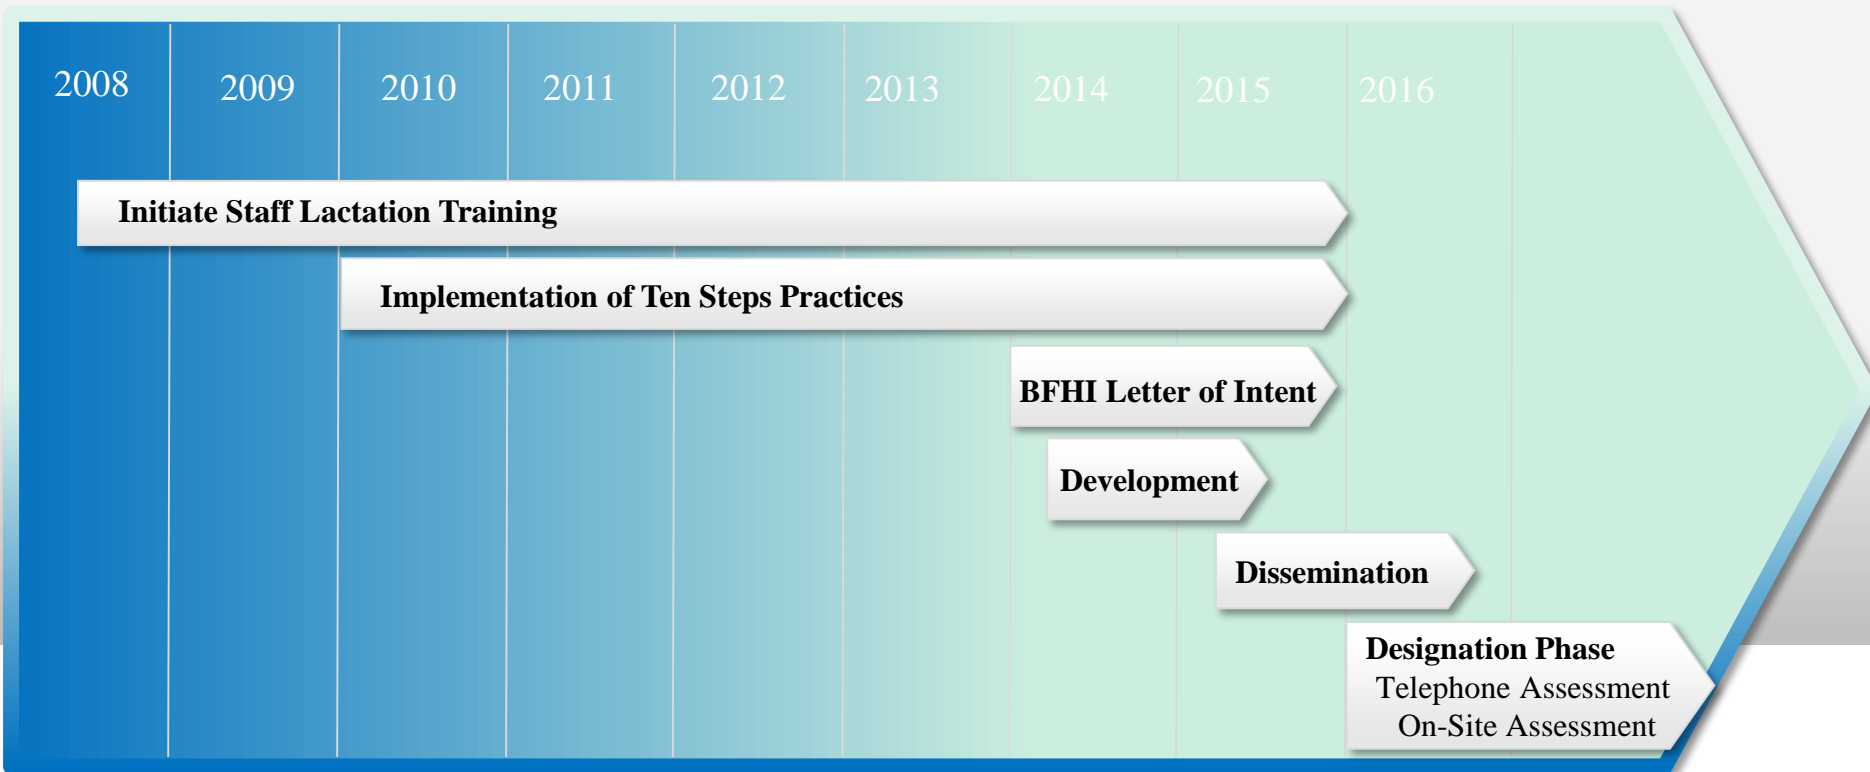 2008 2009 2010 2011 2012 2013 2014 2015 2016
Initiate Staff Lactation Training
Implementation of Ten Steps Practices
BFHI Letter of Intent
Development
Dissemination
Designation Phase
Telephone Assessment
On-Site Assessment